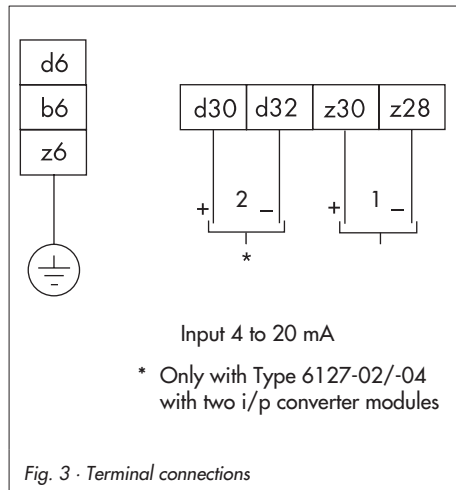 d6
b6
z6
d30 d32 z30 z28
+ 2 – + 1 –
*
Input 4 to 20 mA
* Only with Type 6127-02/-04
with two i/p converter modules
Fig. 3 · Terminal connections